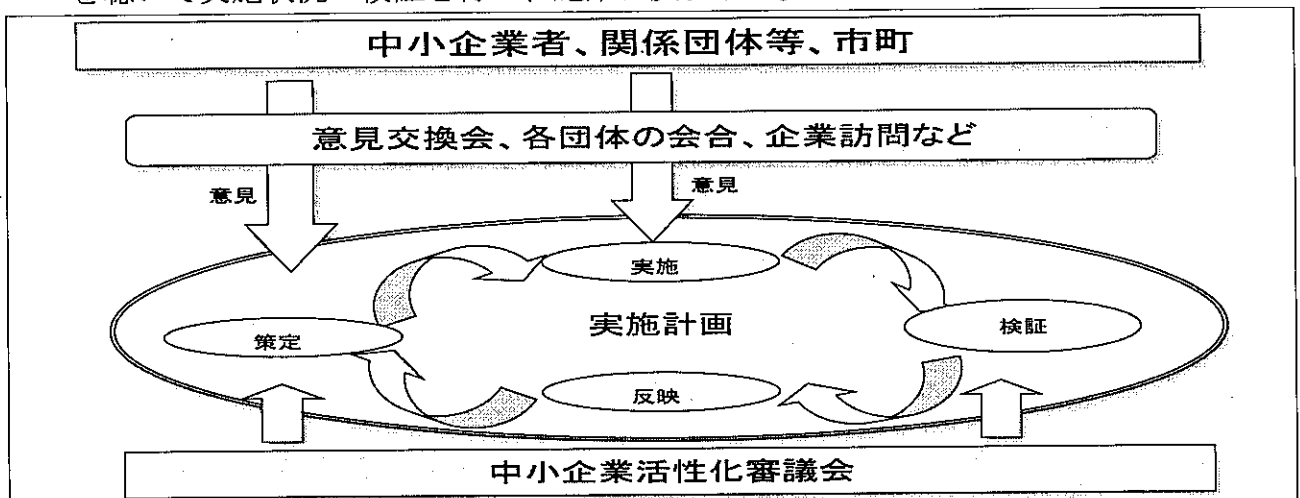 中小企業者、関係団体等、市町
意見交換会、各団体の会合、企業訪問など
意見
意見
実施
策定
実施計画
検証
反映
中小企業活性化審議会